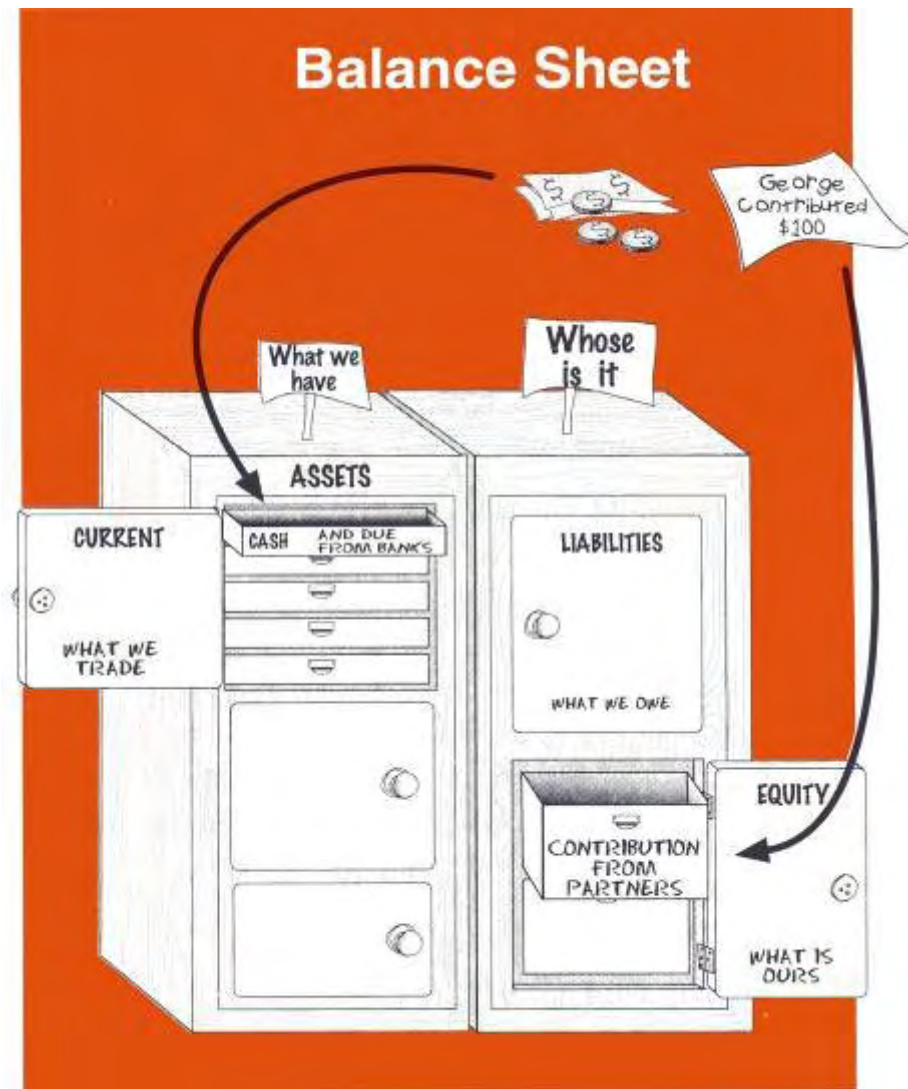 Balance Sheet
George
Contributed
$100
What we
have
Whose
is it
ASSETS
CURRENT
WHAT WE
TRADE
CASH AND DUE
FROM BANKS
LIABILITIES
WHAT WE OWE
EQUITY
CONTRIBUTION
FROM
PARTNERS
WHAT IS
OURS